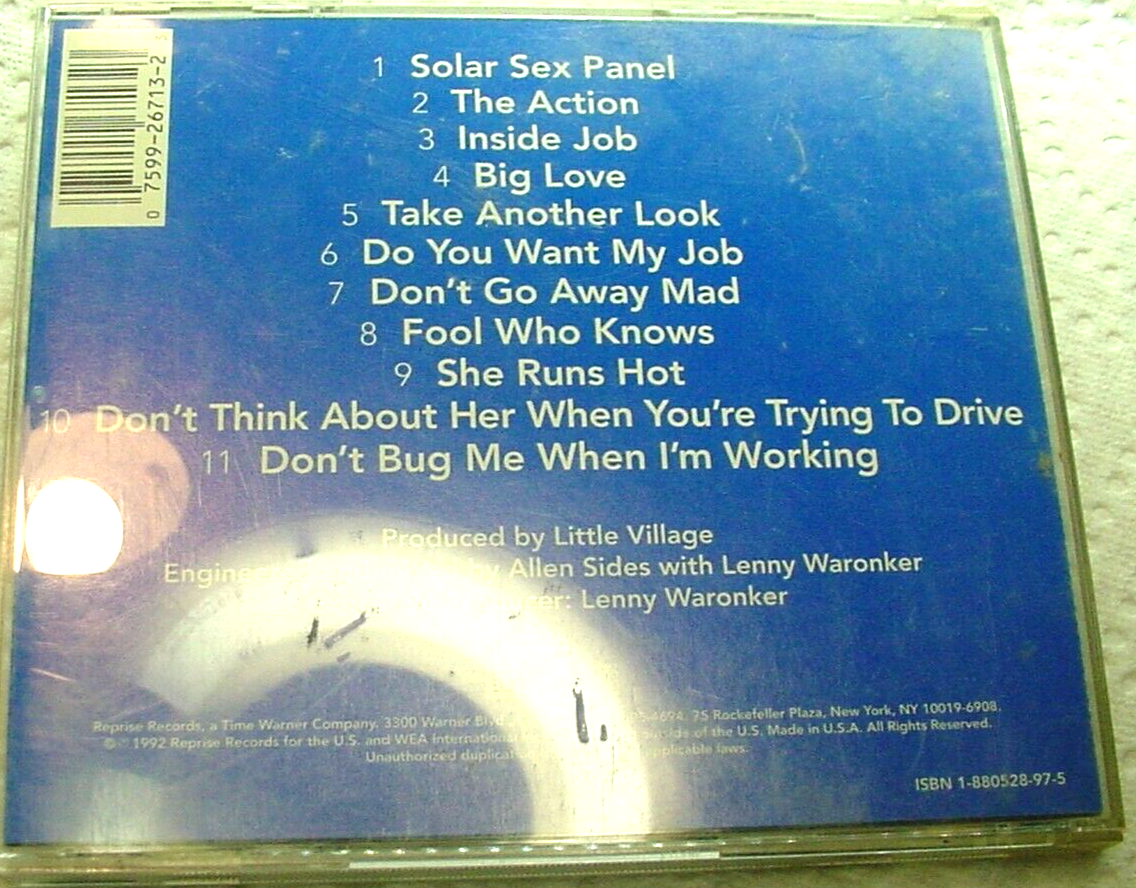 1 Solar Sex Panel
2 The Action
3 Inside Job
4 Big Love
5 Take Another Look
6 Do You Want My Job
7 Don't Go Away Mad
8 Fool Who Knows
9 She Runs Hot
10 Don't Think About Her When You're Trying To Drive
11 Don't Bug Me When I'm Working
0 7599-26713-2
Produced by Little Village
by Allen Sides with Lenny Waronker
Lenny Waronker
Reprise Records, a Time Warner Company, 3300 Warner 75 Rockefeller Plaza, New York, NY 10019-6908.
1992 Reprise Records for the U.S. and WEA International of the U.S. Made in U.S.A. All Rights Reserved.
Unauthorized applicable laws.
ISBN 1-880528-97-5